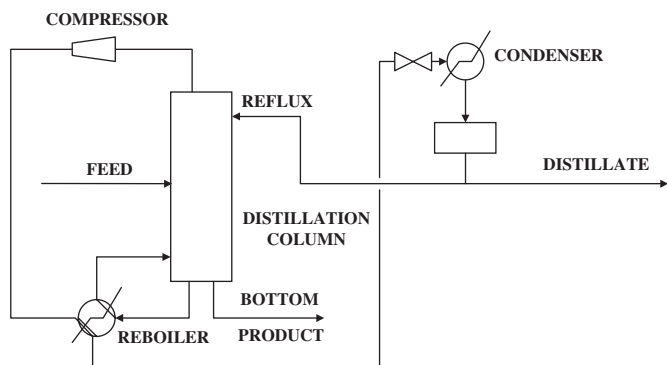 COMPRESSOR
CONDENSER
REFLUX
FEED
DISTILLATE
DISTILLATION
COLUMN
BOTTOM
PRODUCT
REBOILER